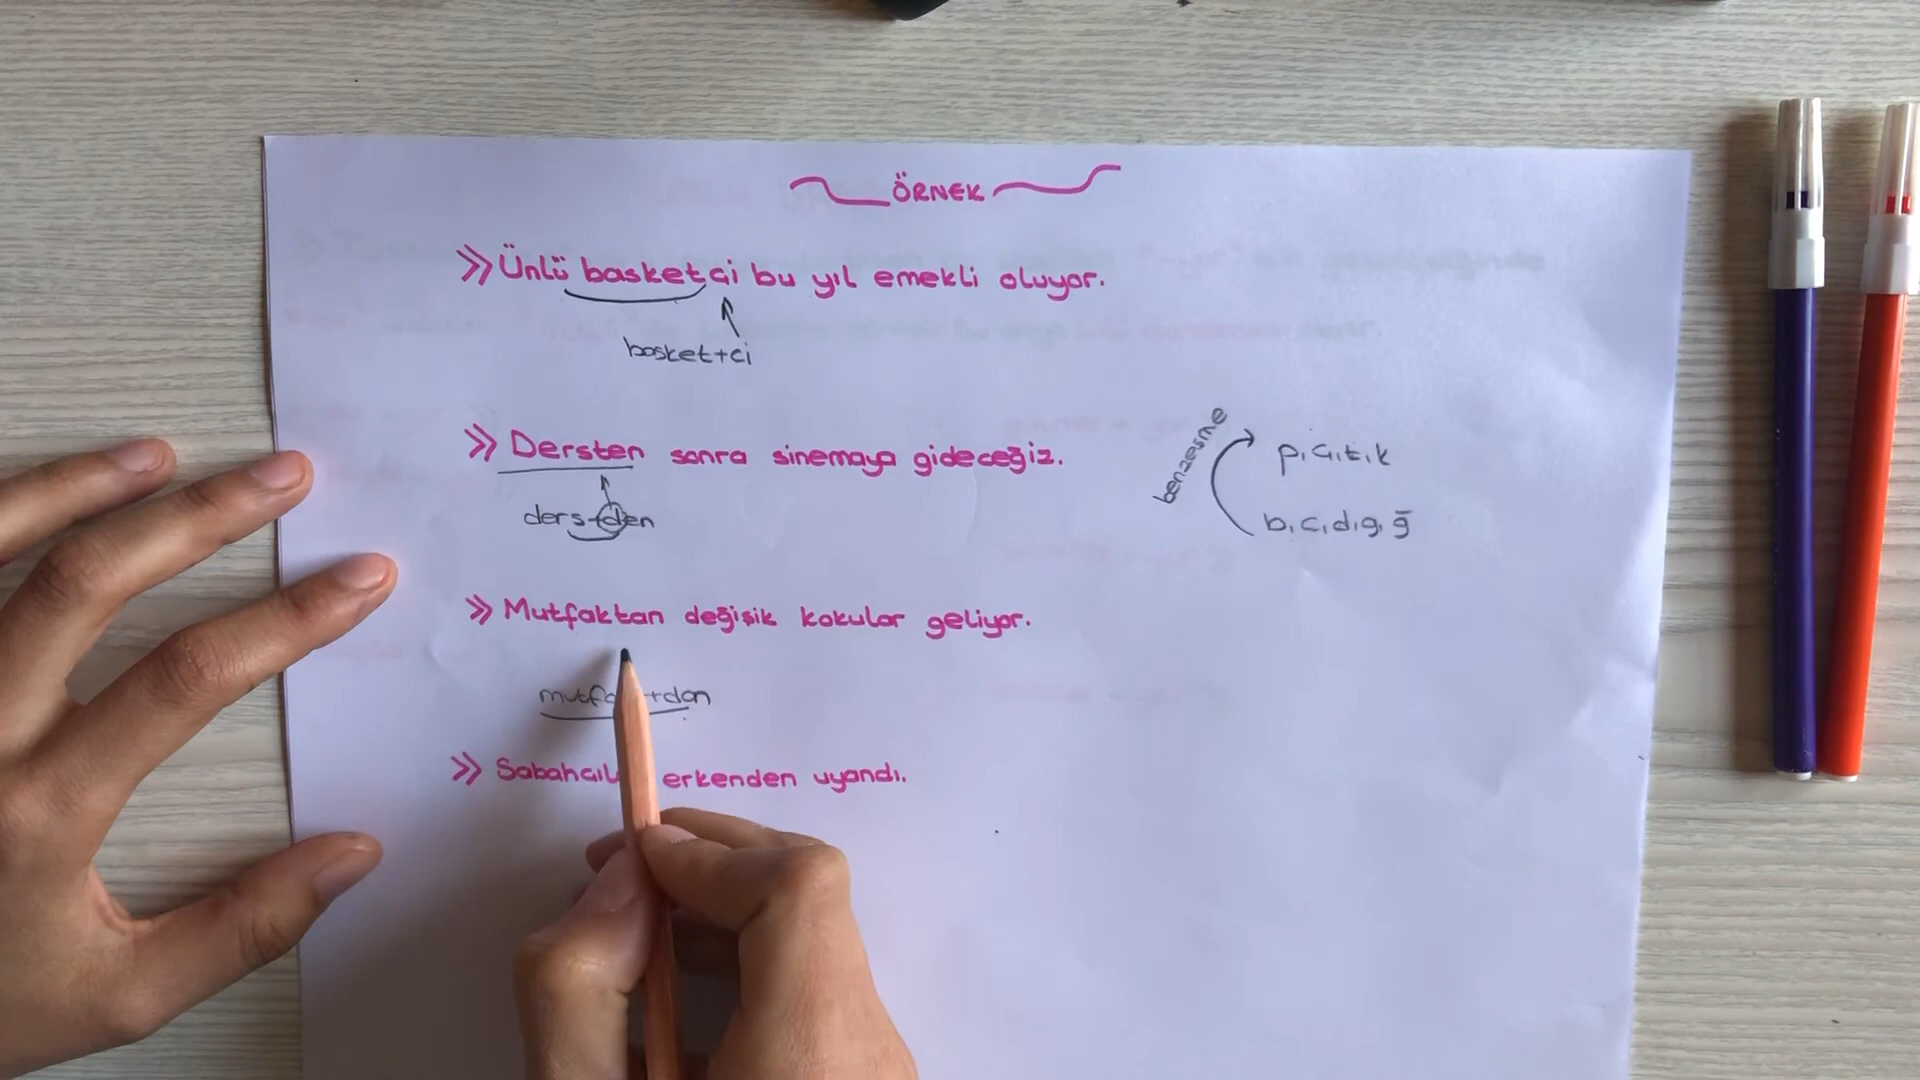 ÖRNEK
» Ünlü basketçi bu yıl emekli oluyor.
basket+ci
» Dersten sonra sinemaya gideceğiz.
ders+den
benzeşme
p, ç, t, k
b, c, d, g, ğ
» Mutfaktan değişik kokular geliyor.
+dan
» erkenden uyandı.